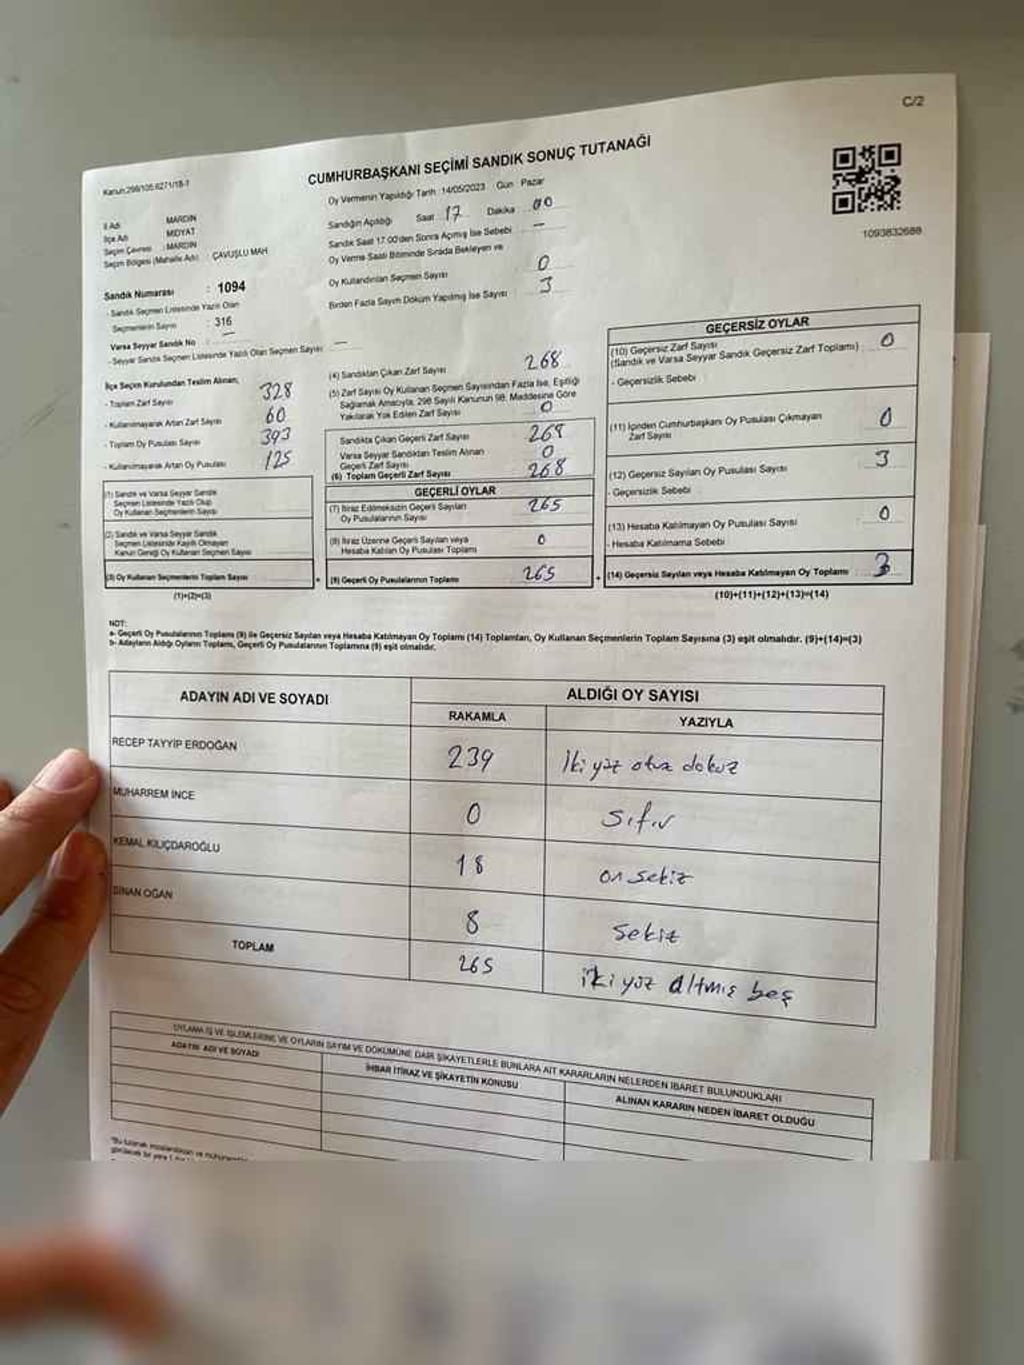 C/2
Kanun:298/105.6271/18-1
CUMHURBAŞKANI SEÇİMİ SANDIK SONUÇ TUTANAĞI
1093832688
İl Adı MARDİN
İlçe Adı MİDYAT
Seçim Çevresi : MARDİN
Seçim Bölgesi (Mahalle Adı) : ÇAVUŞLU MAH
Sandık Numarası : 1094
- Sandık Seçmen Listesinde Yazılı Olan
Seçmenlerin Sayısı : 316
Varsa Seyyar Sandık No : —
- Seyyar Sandık Seçmen Listesinde Yazılı Olan Seçmen Sayısı : —
Oy Vermenin Yapıldığı Tarih :14/05/2023 Gün : Pazar
Sandığın Açıldığı Saat 17 Dakika 00
Sandık Saat 17:00'den Sonra Açılmış İse Sebebi : —
Oy Verme Saati Bitiminde Sırada Bekleyen ve
Oy Kullandırılan Seçmen Sayısı : 0
Birden Fazla Sayım Döküm Yapılmış İse Sayısı : 3
İlçe Seçim Kurulundan Teslim Alınan;
- Toplam Zarf Sayısı : 328
- Kullanılmayarak Artan Zarf Sayısı : 60
- Toplam Oy Pusulası Sayısı : 393
- Kullanılmayarak Artan Oy Pusulası : 125
(1) Sandık ve Varsa Seyyar Sandık
Seçmen Listesinde Yazılı Olup
Oy Kullanan Seçmenlerin Sayısı
(2) Sandık ve Varsa Seyyar Sandık
Seçmen Listesinde Kayıtlı Olmayan
Kanun Gereği Oy Kullanan Seçmen Sayısı
(3) Oy Kullanan Seçmenlerin Toplam Sayısı
(1)+(2)=(3)
(4) Sandıktan Çıkan Zarf Sayısı : 268
(5) Zarf Sayısı Oy Kullanan Seçmen Sayısından Fazla İse, Eşitliği
Sağlamak Amacıyla, 298 Sayılı Kanunun 98. Maddesine Göre
Yakılarak Yok Edilen Zarf Sayısı : 0
Sandıkta Çıkan Geçerli Zarf Sayısı : 268
Varsa Seyyar Sandıktan Teslim Alınan
Geçerli Zarf Sayısı : 0
(6) Toplam Geçerli Zarf Sayısı : 268
GEÇERLİ OYLAR
(7) İtiraz Edilmeksizin Geçerli Sayılan
Oy Pusulalarının Sayısı : 265
(8) İtiraz Üzerine Geçerli Sayılan veya
Hesaba Katılan Oy Pusulası Toplamı : 0
(9) Geçerli Oy Pusulalarının Toplamı : 265
GEÇERSİZ OYLAR
(10) Geçersiz Zarf Sayısı
(Sandık ve Varsa Seyyar Sandık Geçersiz Zarf Toplamı) : 0
- Geçersizlik Sebebi :
(11) İçinden Cumhurbaşkanı Oy Pusulası Çıkmayan
Zarf Sayısı : 0
(12) Geçersiz Sayılan Oy Pusulası Sayısı : 3
- Geçersizlik Sebebi :
(13) Hesaba Katılmayan Oy Pusulası Sayısı : 0
- Hesaba Katılmama Sebebi :
(14) Geçersiz Sayılan veya Hesaba Katılmayan Oy Toplamı : 3
(10)+(11)+(12)+(13)=(14)
NOT:
a- Geçerli Oy Pusulalarının Toplamı (9) ile Geçersiz Sayılan veya Hesaba Katılmayan Oy Toplamı (14) Toplamları, Oy Kullanan Seçmenlerin Toplam Sayısına (3) eşit olmalıdır. (9)+(14)=(3)
b- Adayların Aldığı Oyların Toplamı, Geçerli Oy Pusulalarının Toplamına (9) eşit olmalıdır.
ADAYIN ADI VE SOYADI ALDIĞI OY SAYISI
RAKAMLA YAZIYLA
RECEP TAYYİP ERDOĞAN 239 İki yüz otuz dokuz
MUHARREM İNCE 0 sıfır
KEMAL KILIÇDAROĞLU 18 on sekiz
SİNAN OĞAN 8 sekiz
TOPLAM 265 iki yüz altmış beş
OYLAMA İŞ VE İŞLEMLERİNE VE OYLARIN SAYIM VE DÖKÜMÜNE DAİR ŞİKAYETLERLE BUNLARA AİT KARARLARIN NELERDEN İBARET BULUNDUKLARI
ADAYIN ADI VE SOYADI İHBAR İTİRAZ VE ŞİKAYETİN KONUSU ALINAN KARARIN NEDEN İBARET OLDUĞU